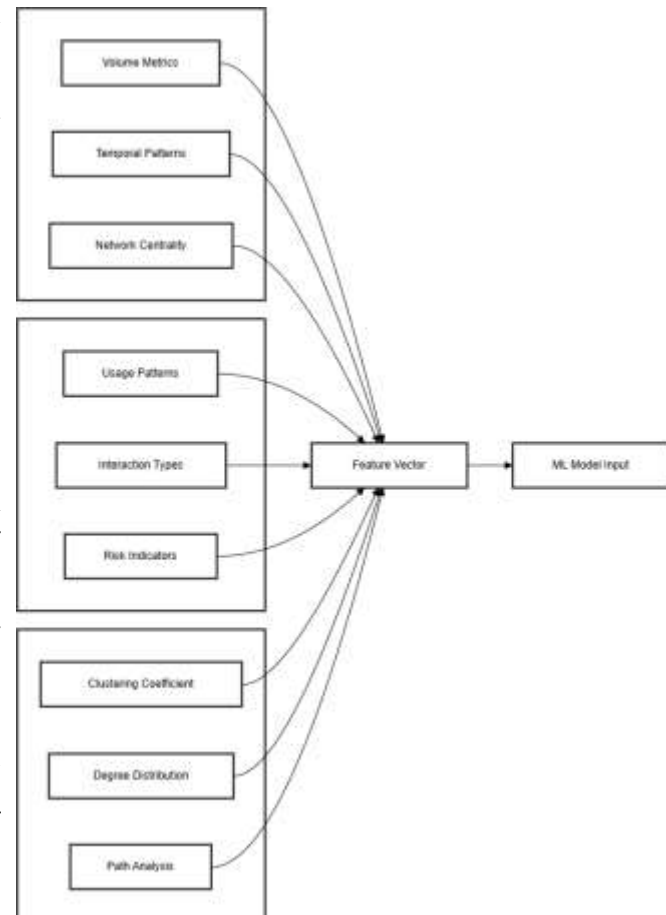 Volume Metrics
Temporal Patterns
Network Centrality
Usage Patterns
Interaction Types
Feature Vector
ML Model Input
Risk Indicators
Clustering Coefficient
Degree Distribution
Path Analysis